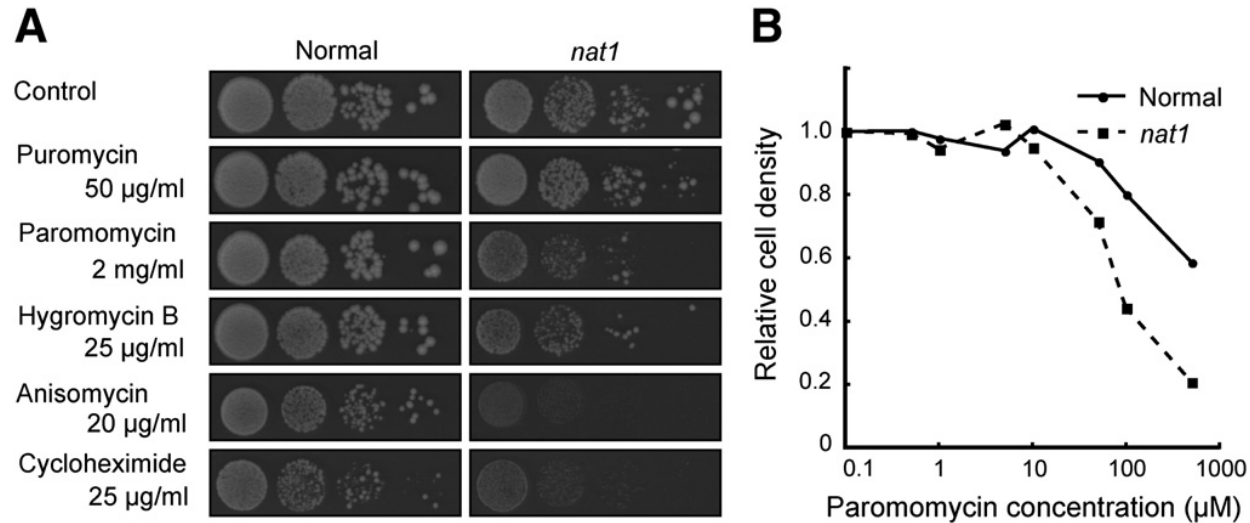 A
Normal
nat1
Control
Puromycin
50 µg/ml
Paromomycin
2 mg/ml
Hygromycin B
25 µg/ml
Anisomycin
20 µg/ml
Cycloheximide
25 µg/ml
B
Normal
nat1
Relative cell density
1.0
0.8
0.6
0.4
0.2
0
0.1 1 10 100 1000
Paromomycin concentration (µM)